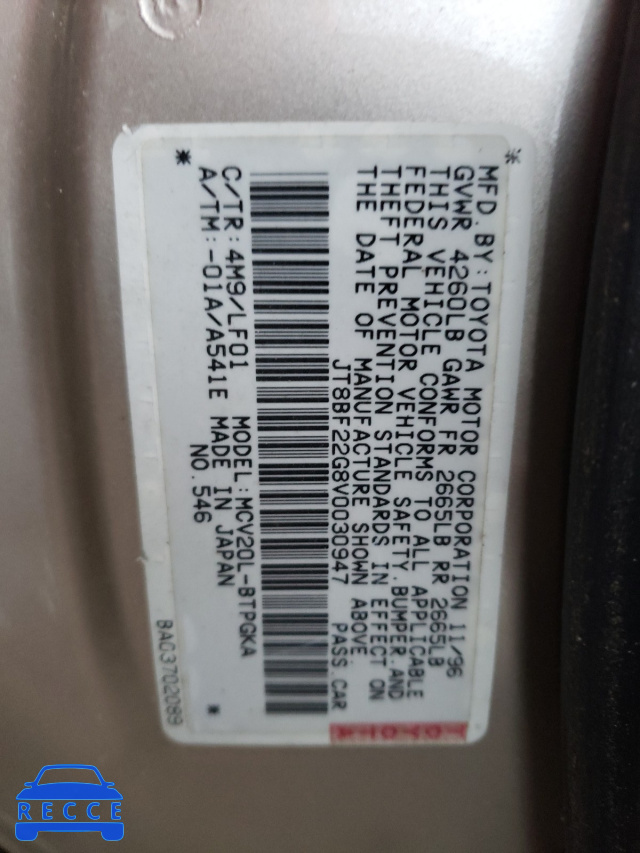 * MFD.BY:TOYOTA MOTOR CORPORATION 11/96
GVWR 4260LB GAWR FR 2665LB RR 2665LB
THIS VEHICLE CONFORMS TO ALL APPLICABLE
FEDERAL MOTOR VEHICLE SAFETY.BUMPER.AND
THEFT PREVENTION STANDARDS IN EFFECT ON
THE DATE OF MANUFACTURE SHOWN ABOVE.
JT8BF22G8V0030947 PASS.CAR
C/TR:4M9/LF01 MODEL:MCV20L-BTPGKA
* A/TM:-01A/A541E MADE IN JAPAN *
NO.546
BAG3702089
RECCE